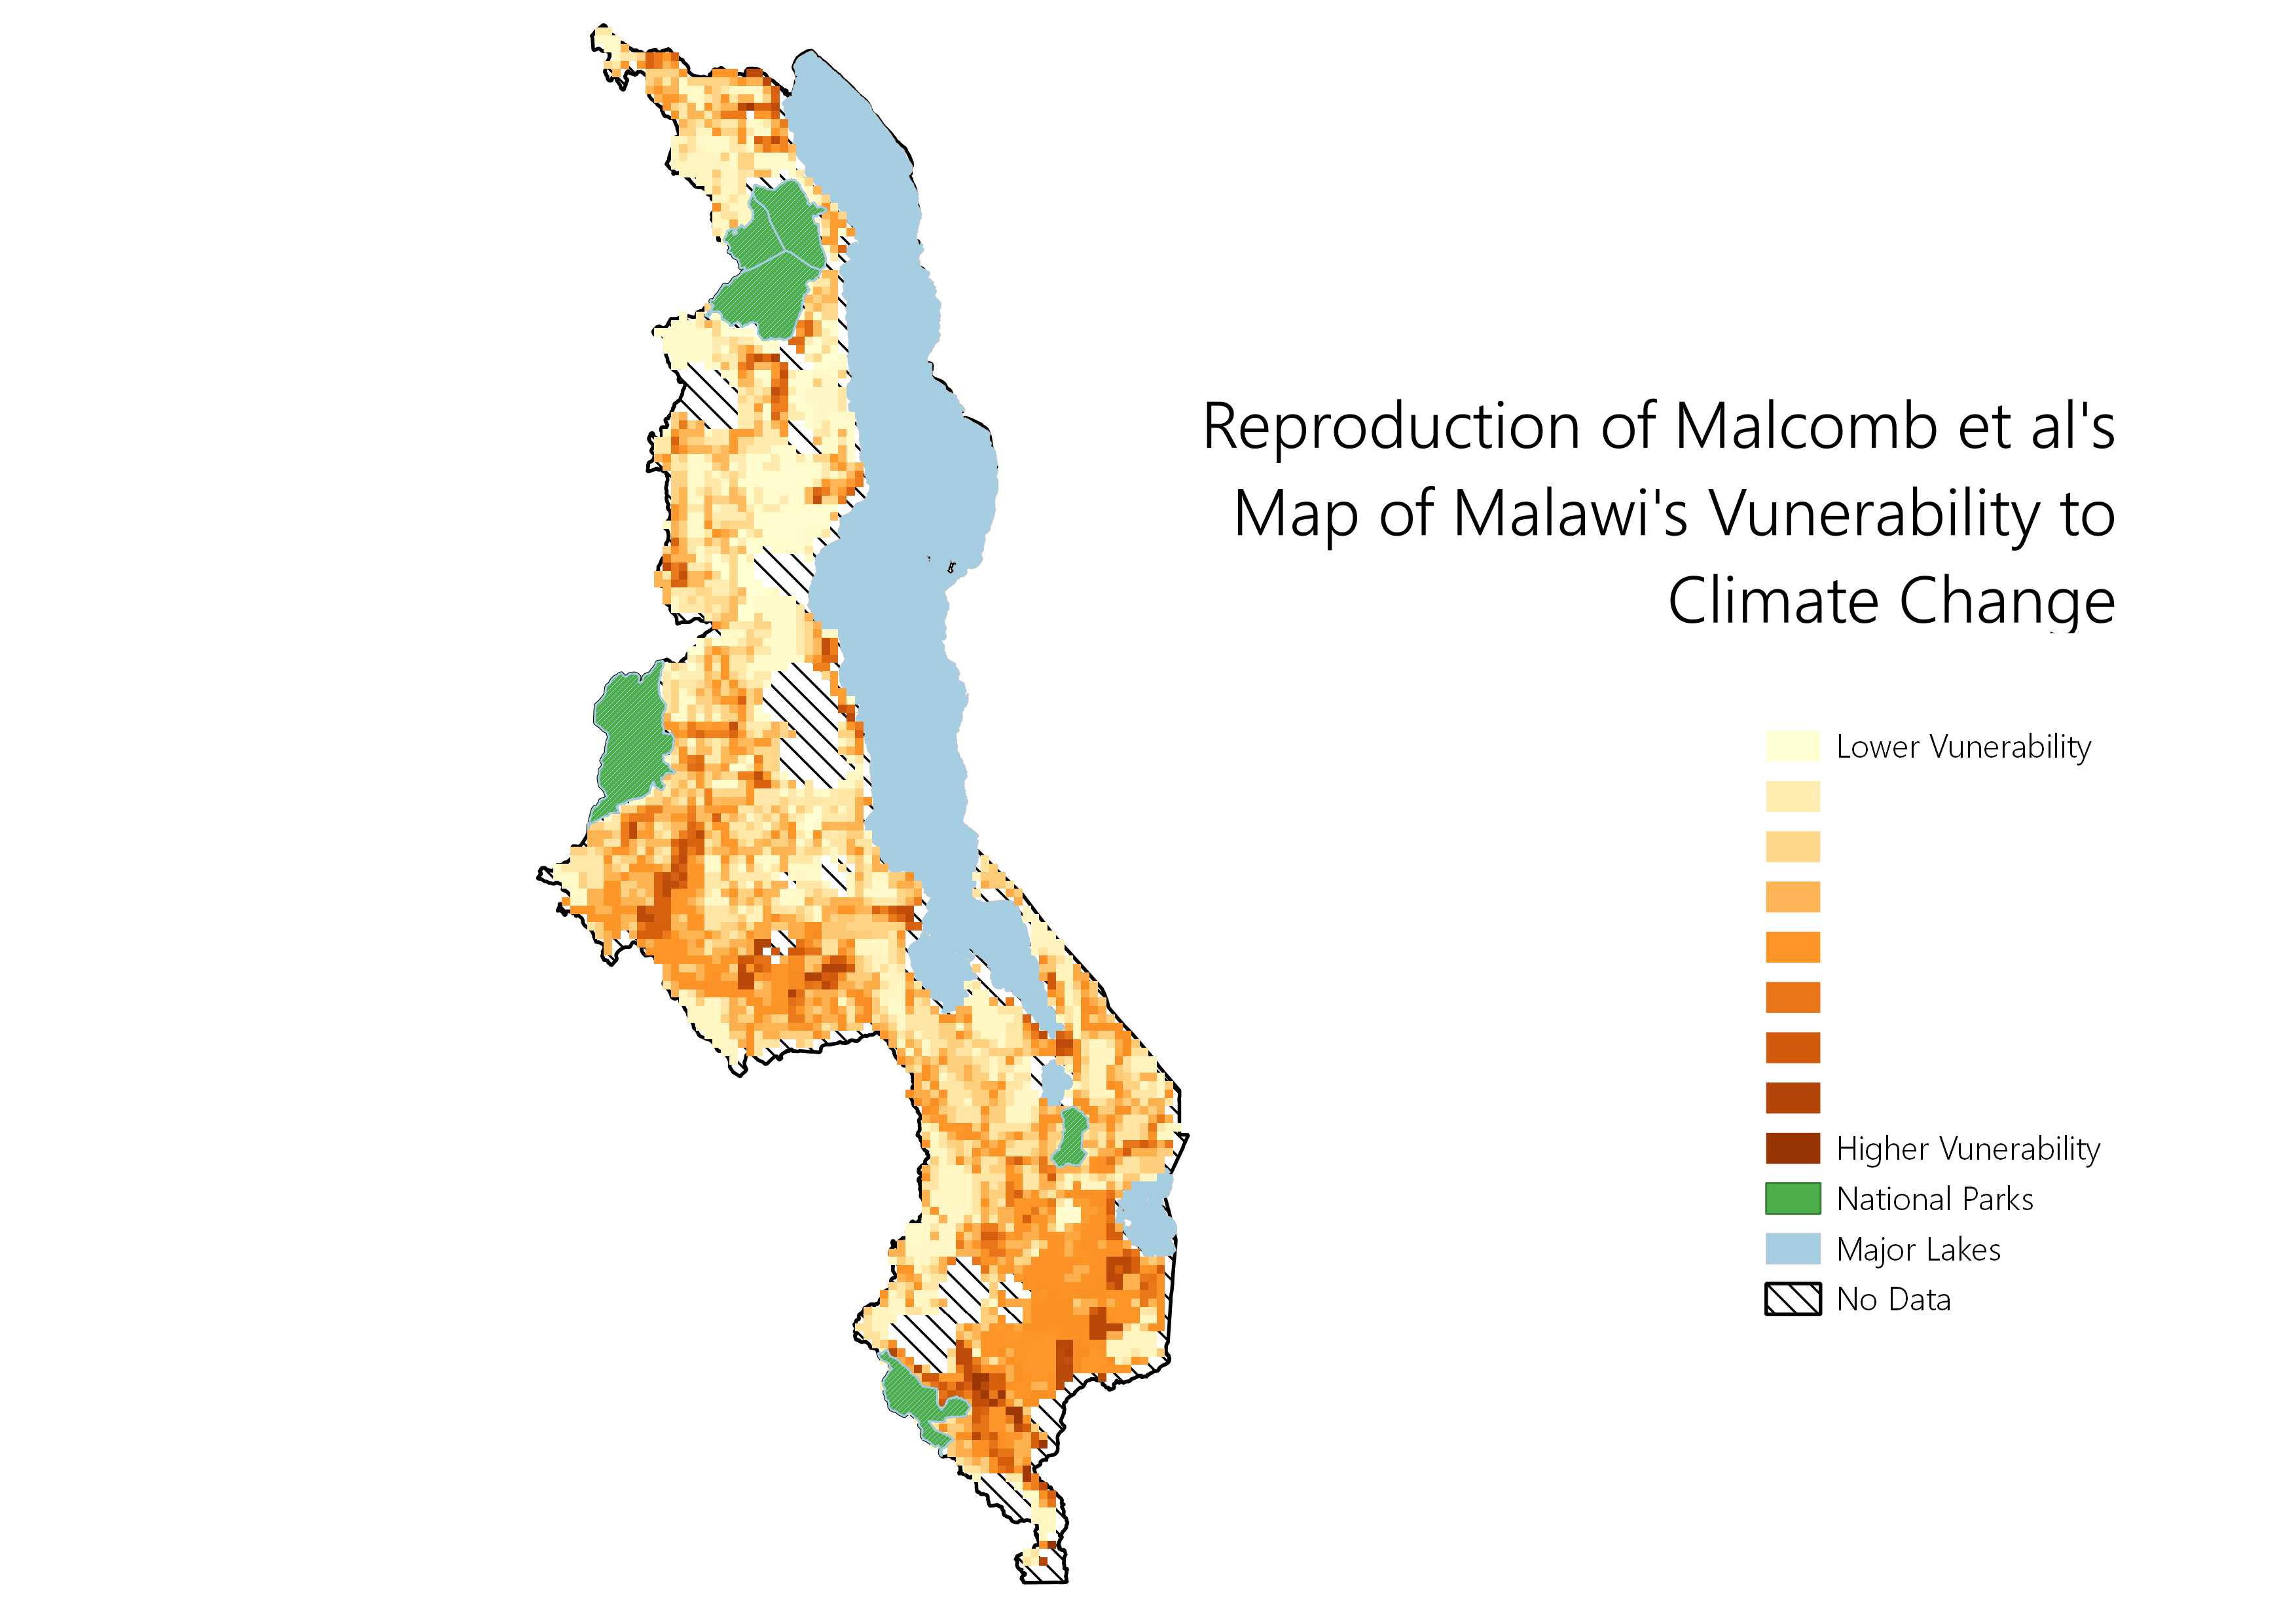 Reproduction of Malcomb et al's
Map of Malawi's Vunerability to
Climate Change
Lower Vunerability
Higher Vunerability
National Parks
Major Lakes
No Data